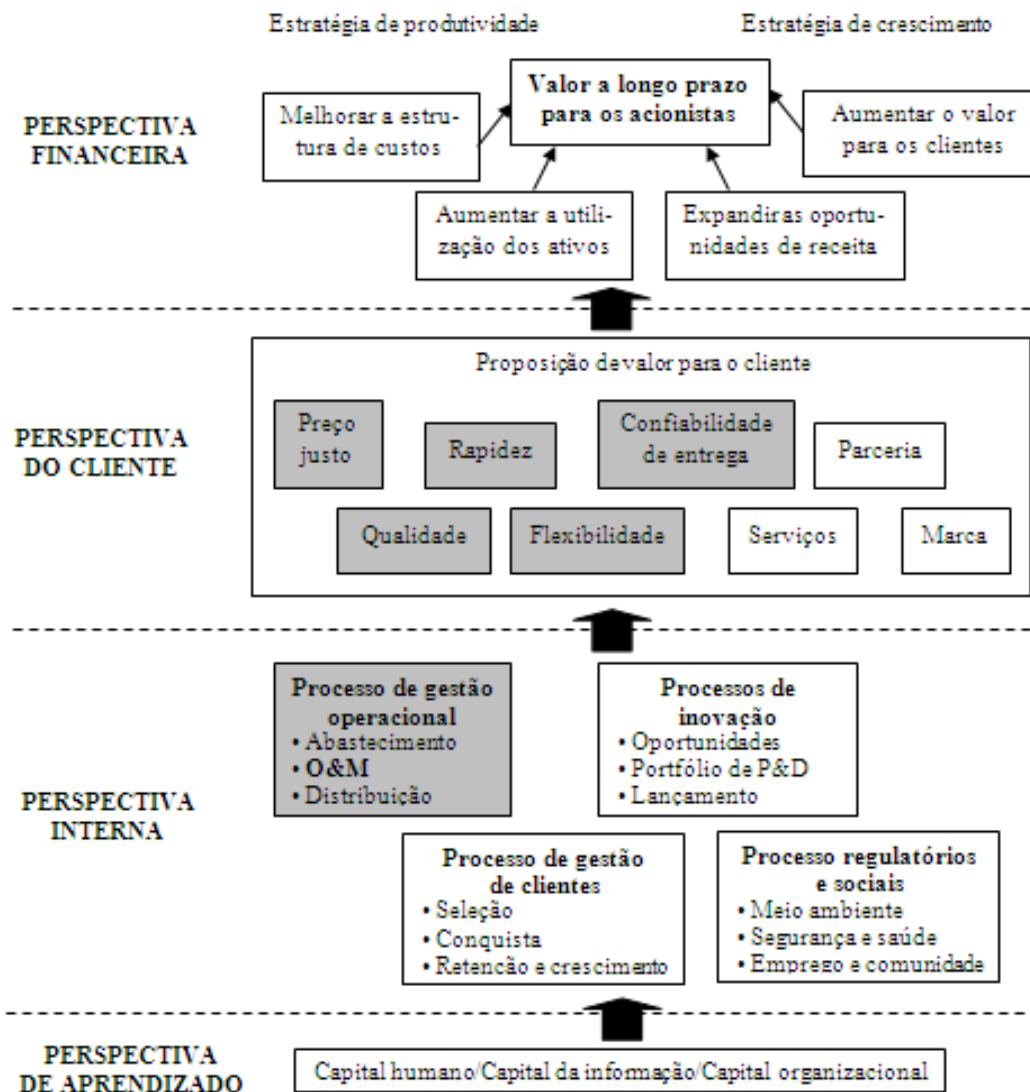 Estratégia de produtividade
Estratégia de crescimento
PERSPECTIVA
FINANCEIRA
Valor a longo prazo
para os acionistas
Melhorar a estru-
tura de custos
Aumentar o valor
para os clientes
Aumentar a utili-
zação dos ativos
Expandir as oportu-
nidades de receita
PERSPECTIVA
DO CLIENTE
Proposição de valor para o cliente
Preço
justo
Rapidez
Confiabilidade
de entrega
Parceria
Qualidade
Flexibilidade
Serviços
Marca
PERSPECTIVA
INTERNA
Processo de gestão
operacional
• Abastecimento
• O&M
• Distribuição
Processos de
inovação
• Oportunidades
• Portfólio de P&D
• Lançamento
Processo de gestão
de clientes
• Seleção
• Conquista
• Retenção e crescimento
Processo regulatórios
e sociais
• Meio ambiente
• Segurança e saúde
• Emprego e comunidade
PERSPECTIVA
DE APRENDIZADO
Capital humano/Capital da informação/Capital organizacional